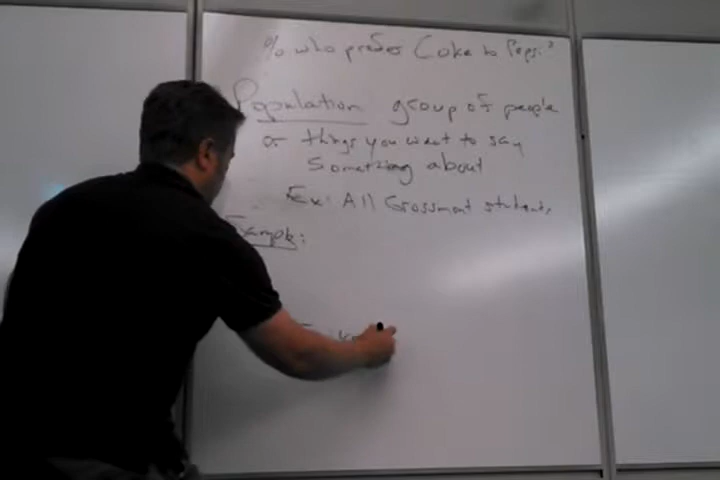 % who prefer Coke to Pepsi?
Population group of people
or things you want to say
Something about
Ex: All Grossmont students
Sample: